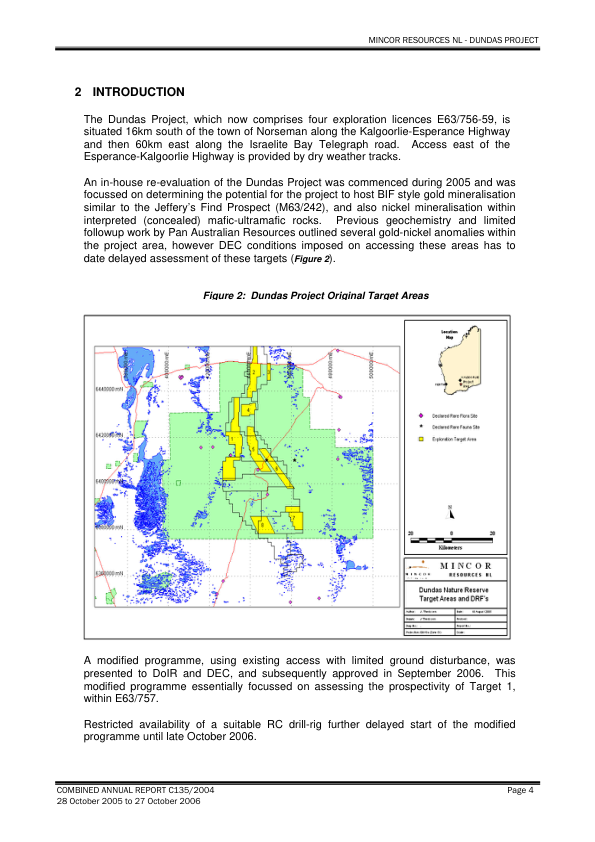 MINCOR RESOURCES NL - DUNDAS PROJECT
2 INTRODUCTION
The Dundas Project, which now comprises four exploration licences E63/756-59, is
situated 16km south of the town of Norseman along the Kalgoorlie-Esperance Highway
and then 60km east along the Israelite Bay Telegraph road. Access east of the
Esperance-Kalgoorlie Highway is provided by dry weather tracks.
An in-house re-evaluation of the Dundas Project was commenced during 2005 and was
focussed on determining the potential for the project to host BIF style gold mineralisation
similar to the Jeffery's Find Prospect (M63/242), and also nickel mineralisation within
interpreted (concealed) mafic-ultramafic rocks. Previous geochemistry and limited
followup work by Pan Australian Resources outlined several gold-nickel anomalies within
the project area, however DEC conditions imposed on accessing these areas has to
date delayed assessment of these targets (Figure 2).
Figure 2: Dundas Project Original Target Areas
Location
Map
Declared Rare Flora Site
Declared Rare Fauna Site
Exploration Target Area
N
20 0 20
Kilometers
MINCOR
RESOURCES NL
Dundas Nature Reserve
Target Areas and DRF's
A modified programme, using existing access with limited ground disturbance, was
presented to DoIR and DEC, and subsequently approved in September 2006. This
modified programme essentially focussed on assessing the prospectivity of Target 1,
within E63/757.
Restricted availability of a suitable RC drill-rig further delayed start of the modified
programme until late October 2006.
COMBINED ANNUAL REPORT C135/2004
Page 4
28 October 2005 to 27 October 2006